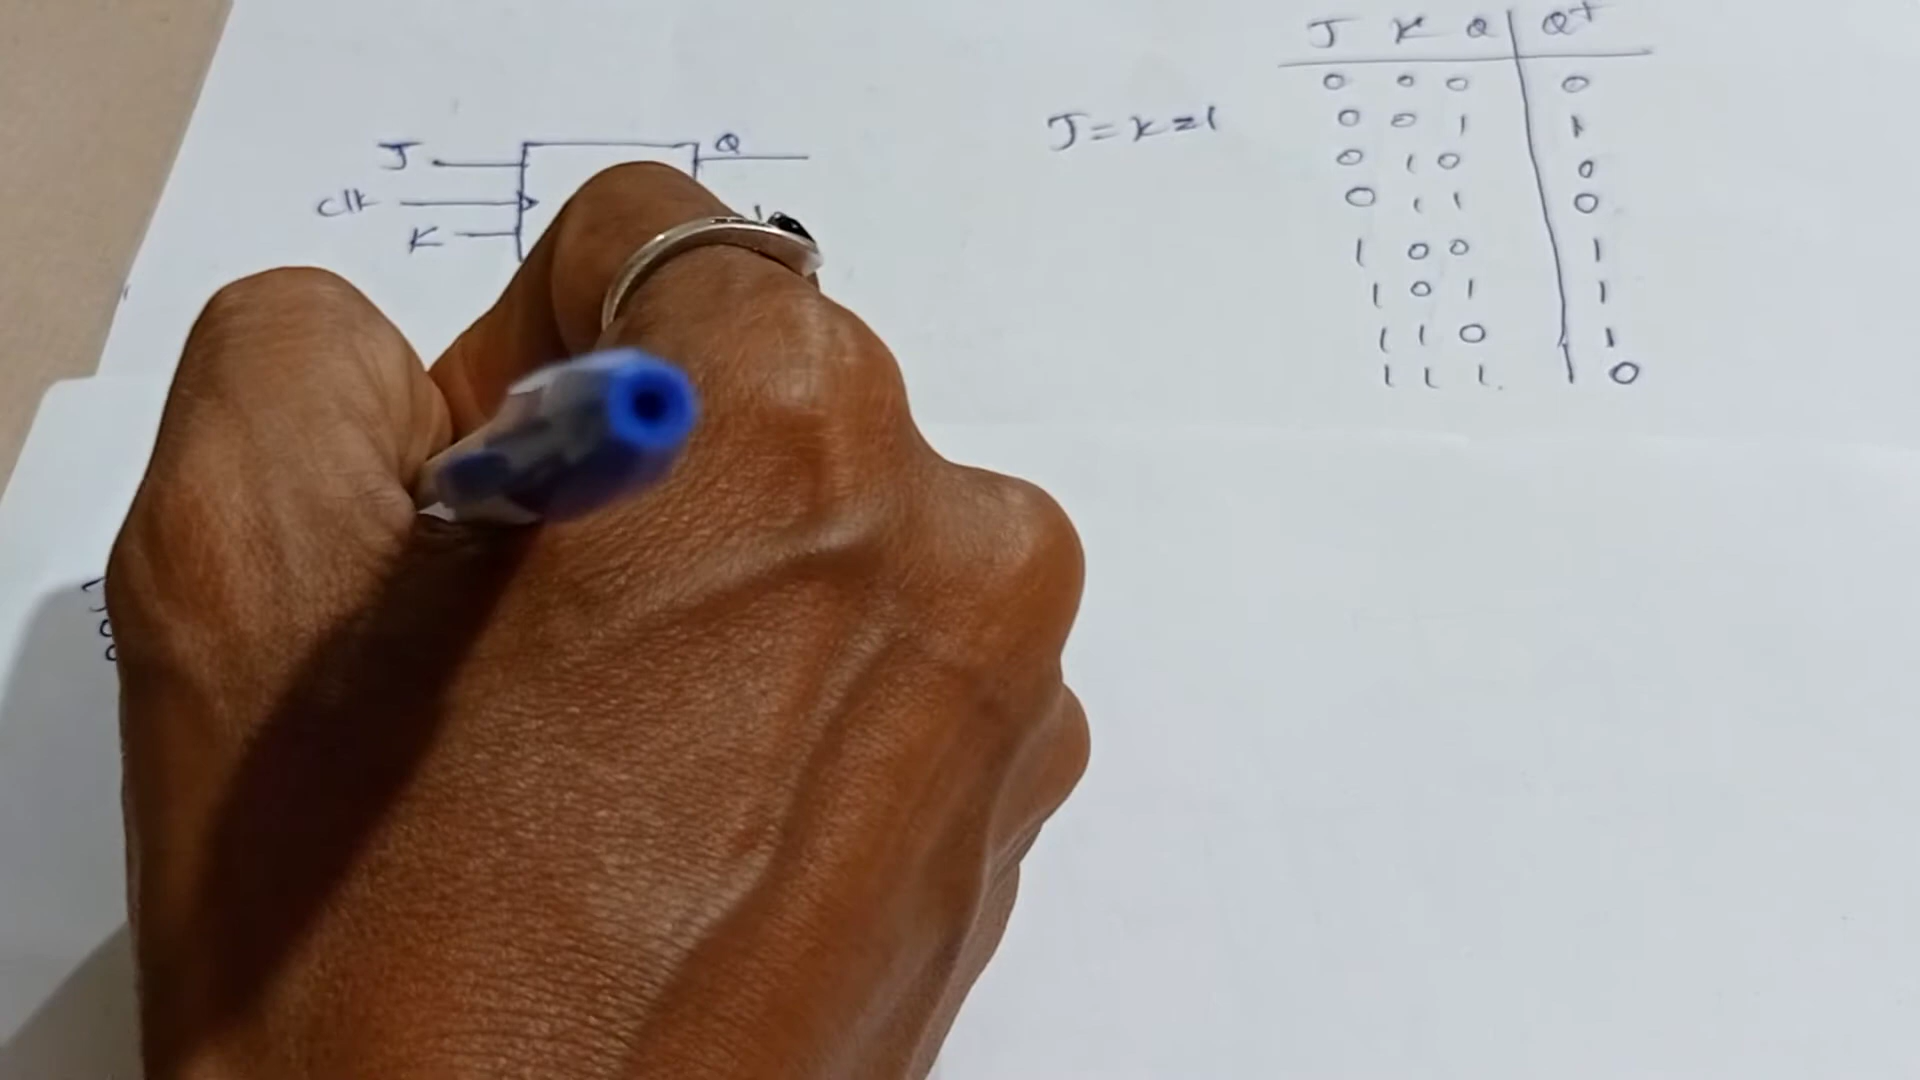 J K Q Q+
0 0 0 0
0 0 1 1
0 1 0 0
0 1 1 0
1 0 0 1
1 0 1 1
1 1 0 1
1 1 1 0
J=K=1
J Q
Clk
K